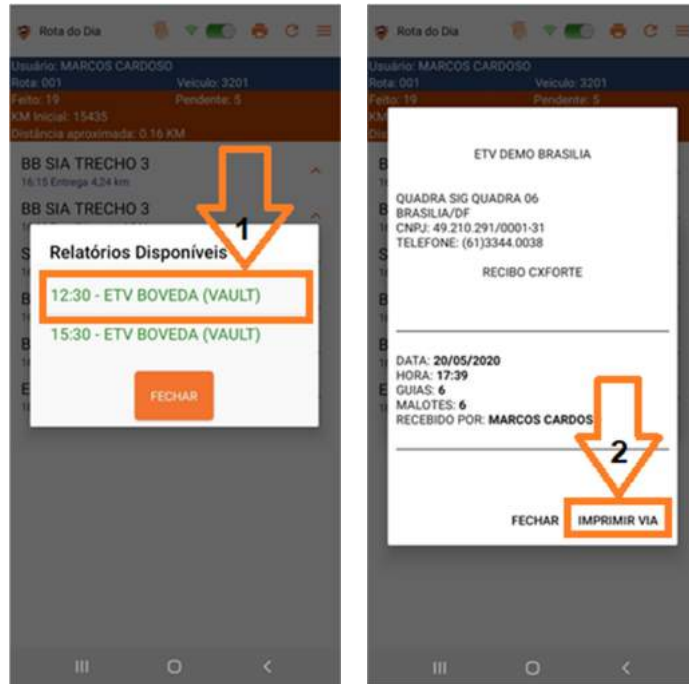 Rota do Dia
Usuário: MARCOS CARDOSO
Rota: 001 Veiculo: 3201
Feito: 19 Pendente: 5
KM Inicial: 15435
Distância aproximada: 0.16 KM
BB SIA TRECHO 3
16:15 Entrega 4,24 km
BB SIA TRECHO 3
1
Relatórios Disponíveis
12:30 - ETV BOVEDA (VAULT)
15:30 - ETV BOVEDA (VAULT)
FECHAR
Rota do Dia
Usuário: MARCOS CARDOSO
Rota: 001 Veiculo: 3201
Feito: 19 Pendente: 5
ETV DEMO BRASILIA
QUADRA SIG QUADRA 06
BRASILIA/DF
CNPJ: 49.210.291/0001-31
TELEFONE: (61)3344.0038
RECIBO CXFORTE
DATA: 20/05/2020
HORA: 17:39
GUIAS: 6
MALOTES: 6
RECEBIDO POR: MARCOS CARDOS
2
FECHAR IMPRIMIR VIA